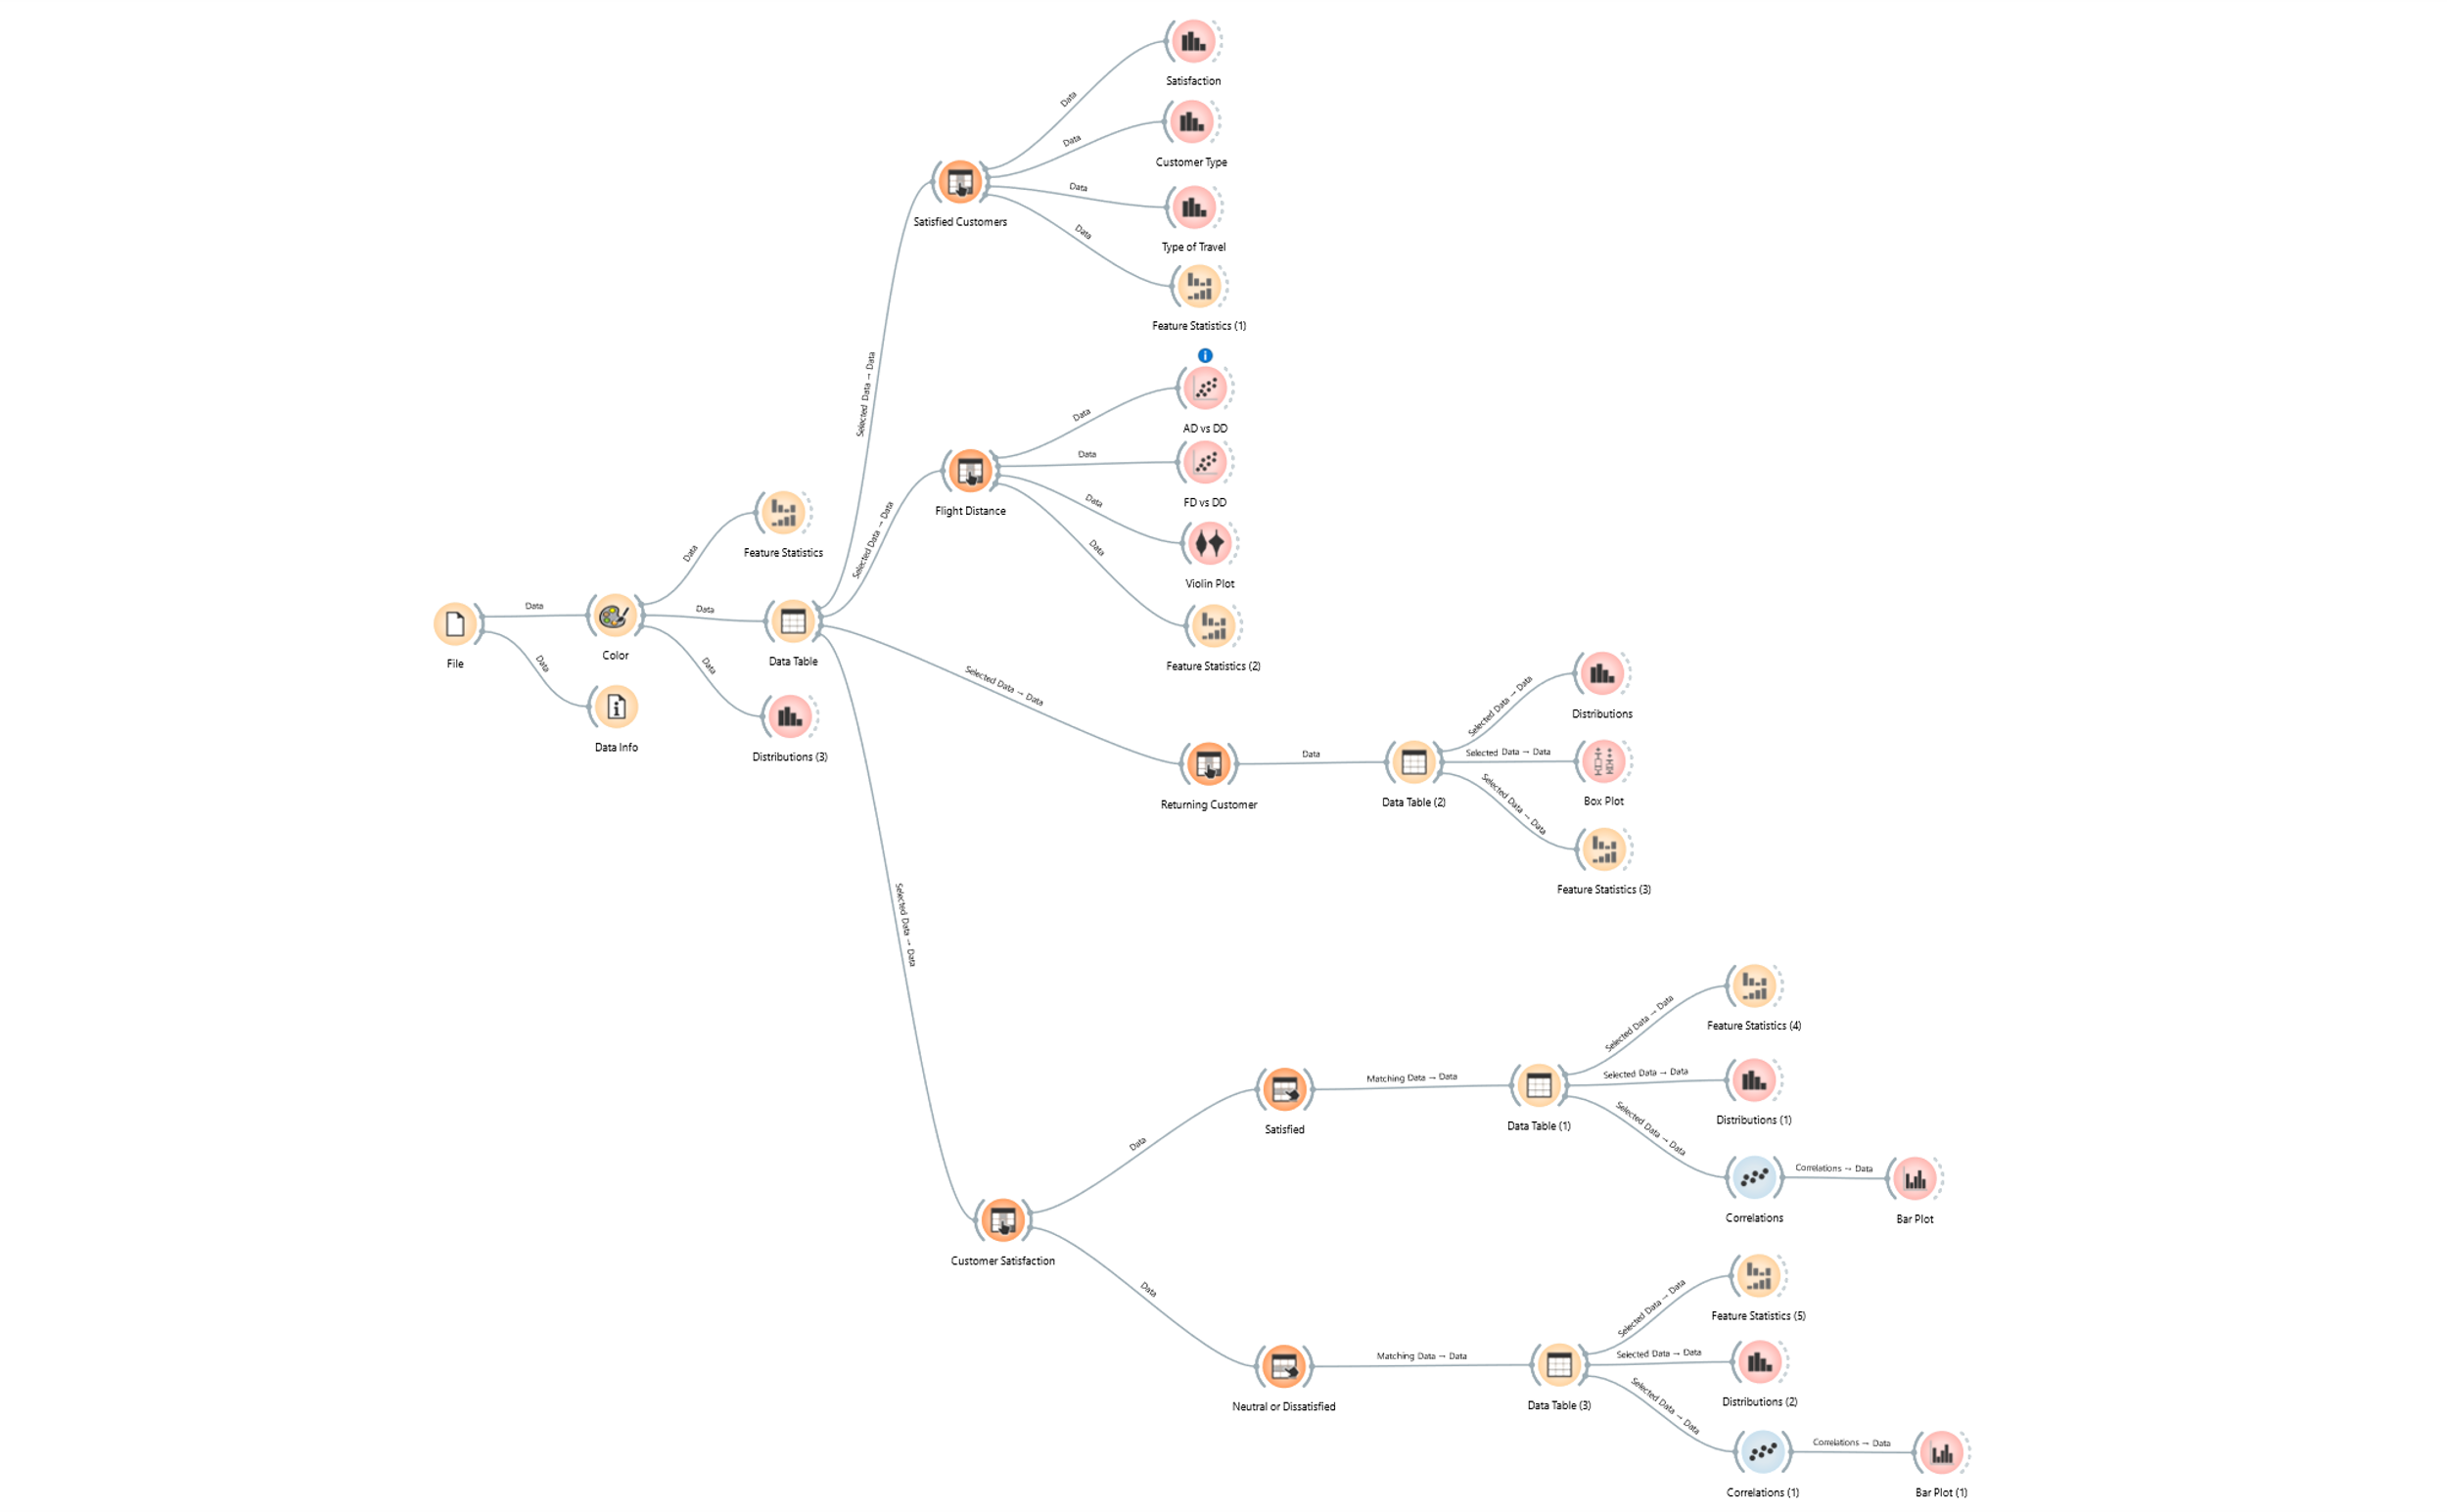 Satisfaction
Data
Customer Type
Data
Data
Type of Travel
Satisfied Customers
Data
Feature Statistics (1)
Selected Data → Data
AD vs DD
Data
Data
FD vs DD
Flight Distance
Data
Data
Violin Plot
Selected Data → Data
Feature Statistics
Data
Feature Statistics (2)
File
Data
Data
Color
Data
Data Table
Data
Data Info
Distributions (3)
Selected Data → Data
Returning Customer
Data
Data Table (2)
Selected Data → Data
Distributions
Selected Data → Data
Box Plot
Selected Data → Data
Feature Statistics (3)
Selected Data → Data
Customer Satisfaction
Data
Satisfied
Matching Data → Data
Data Table (1)
Selected Data → Data
Feature Statistics (4)
Selected Data → Data
Distributions (1)
Selected Data → Data
Correlations
Correlations → Data
Bar Plot
Data
Neutral or Dissatisfied
Matching Data → Data
Data Table (3)
Selected Data → Data
Feature Statistics (5)
Selected Data → Data
Distributions (2)
Selected Data → Data
Correlations (1)
Correlations → Data
Bar Plot (1)